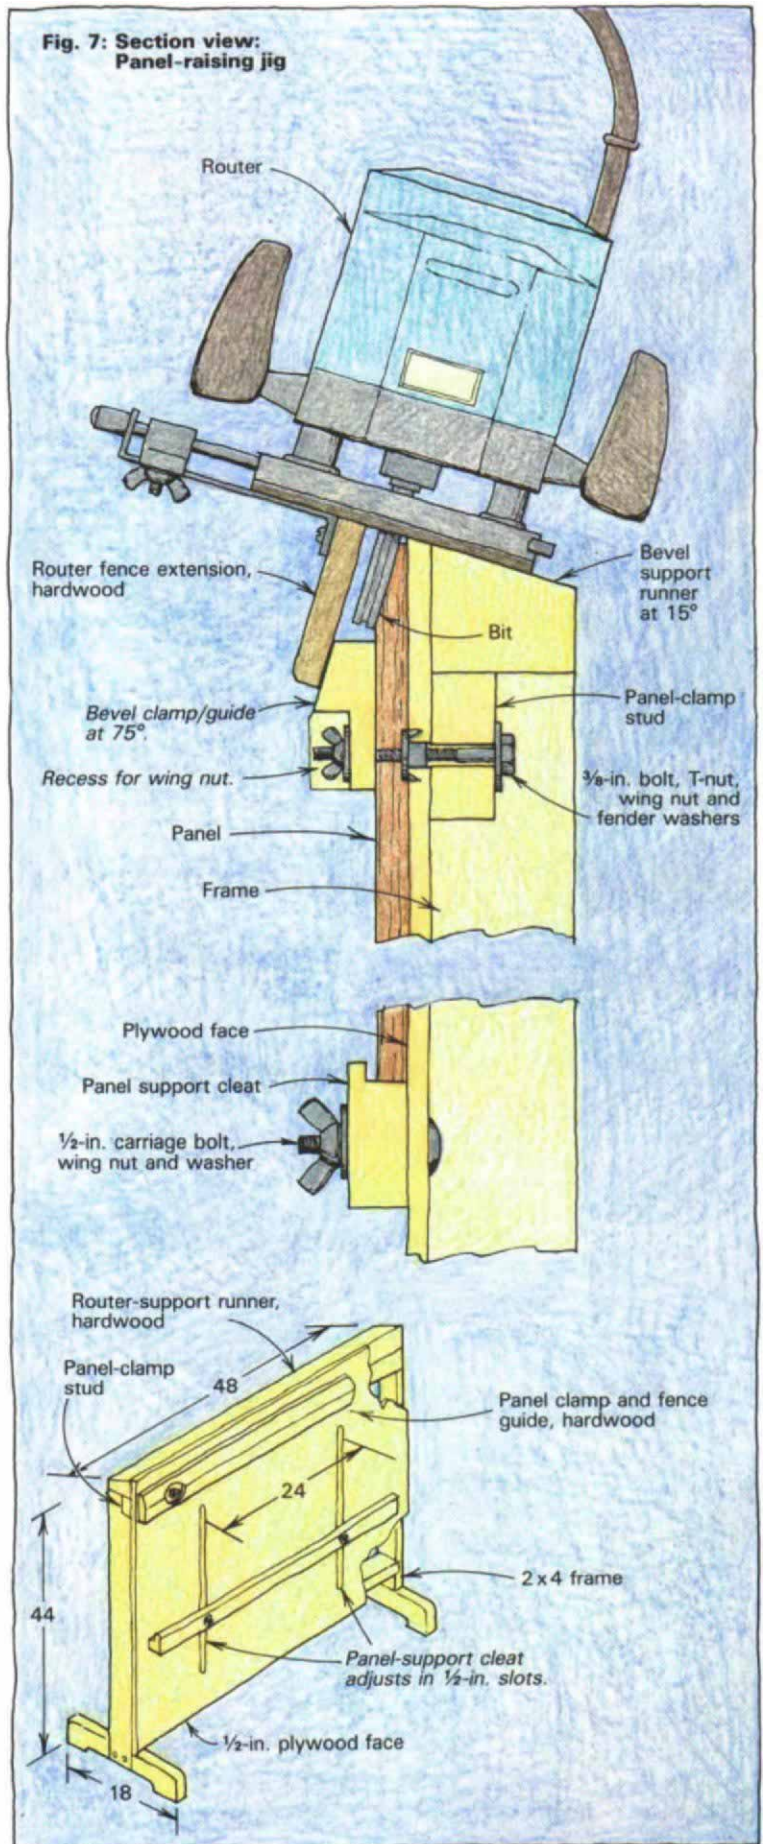 Fig. 7: Section view:
Panel-raising jig
Router
Router fence extension,
hardwood
Bevel
support
runner
at 15°
Bit
Bevel clamp/guide
at 75°.
Panel-clamp
stud
Recess for wing nut.
⅜-in. bolt, T-nut,
wing nut and
fender washers
Panel
Frame
Plywood face
Panel support cleat
½-in. carriage bolt,
wing nut and washer
Router-support runner,
hardwood
Panel-clamp
stud
48
Panel clamp and fence
guide, hardwood
24
2 x 4 frame
44
Panel-support cleat
adjusts in ½-in. slots.
½-in. plywood face
18